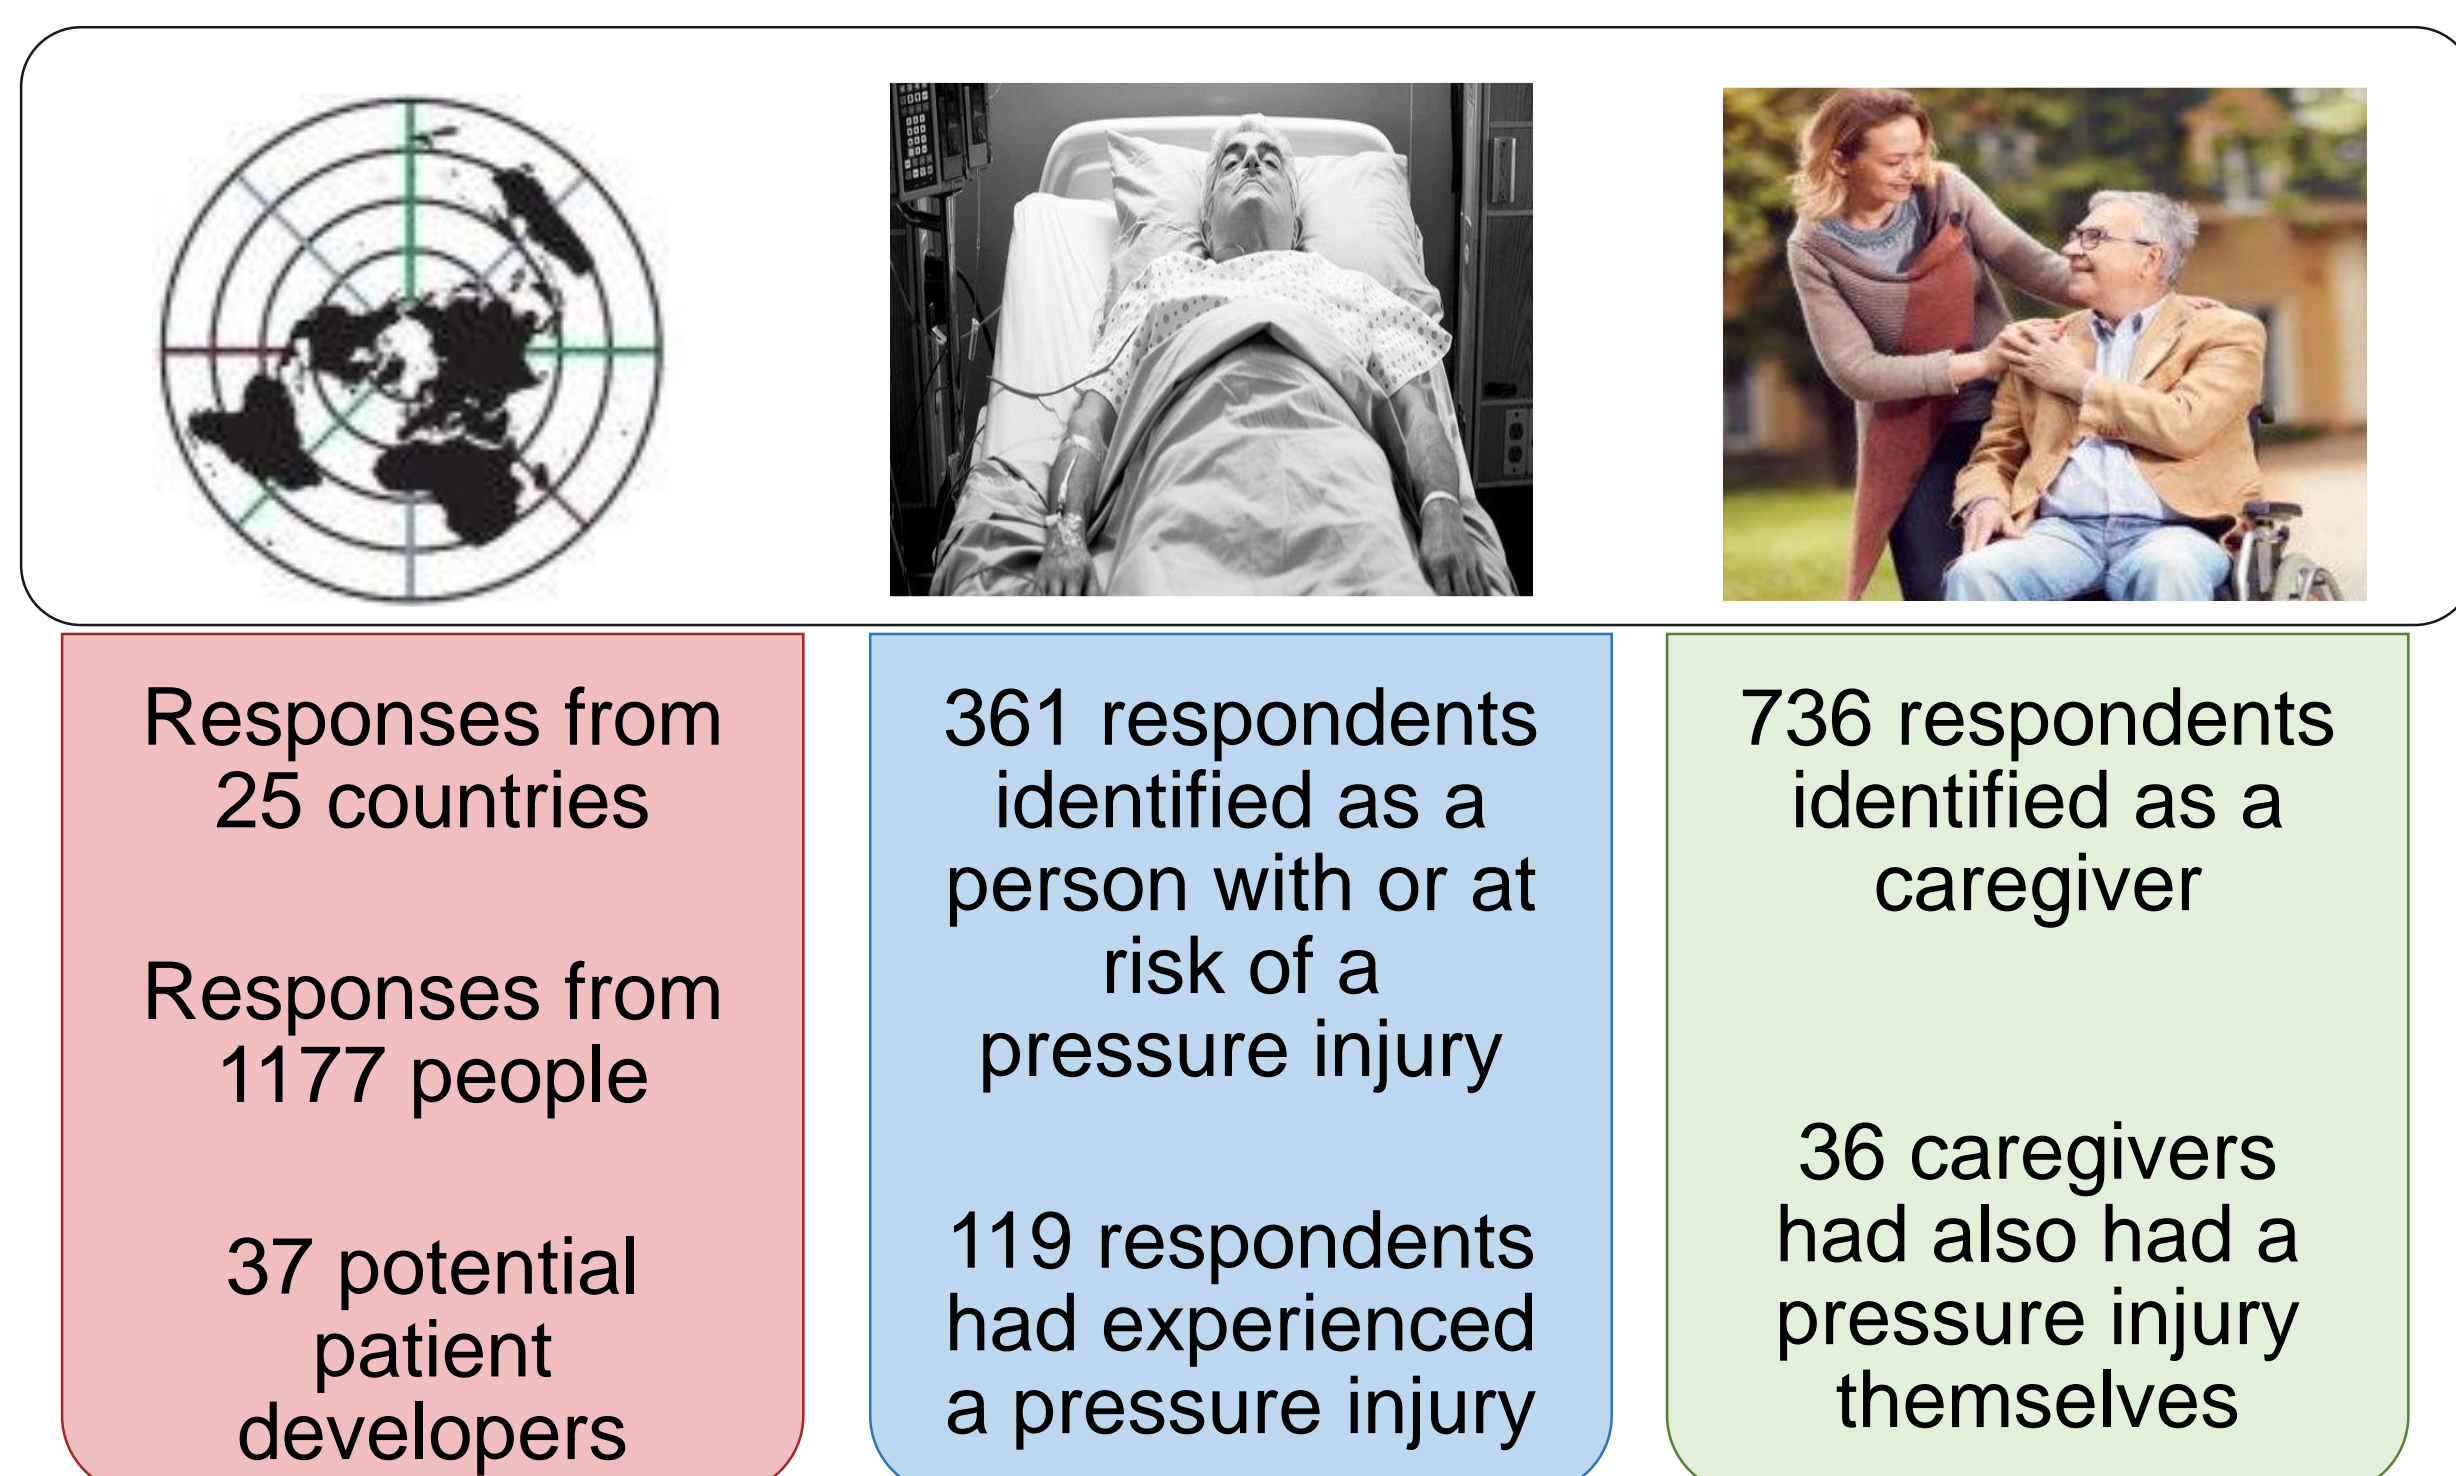 Responses from
25 countries
Responses from
1177 people
37 potential
patient
developers
361 respondents
identified as a
person with or at
risk of a
pressure injury
119 respondents
had experienced
a pressure injury
736 respondents
identified as a
caregiver
36 caregivers
had also had a
pressure injury
themselves